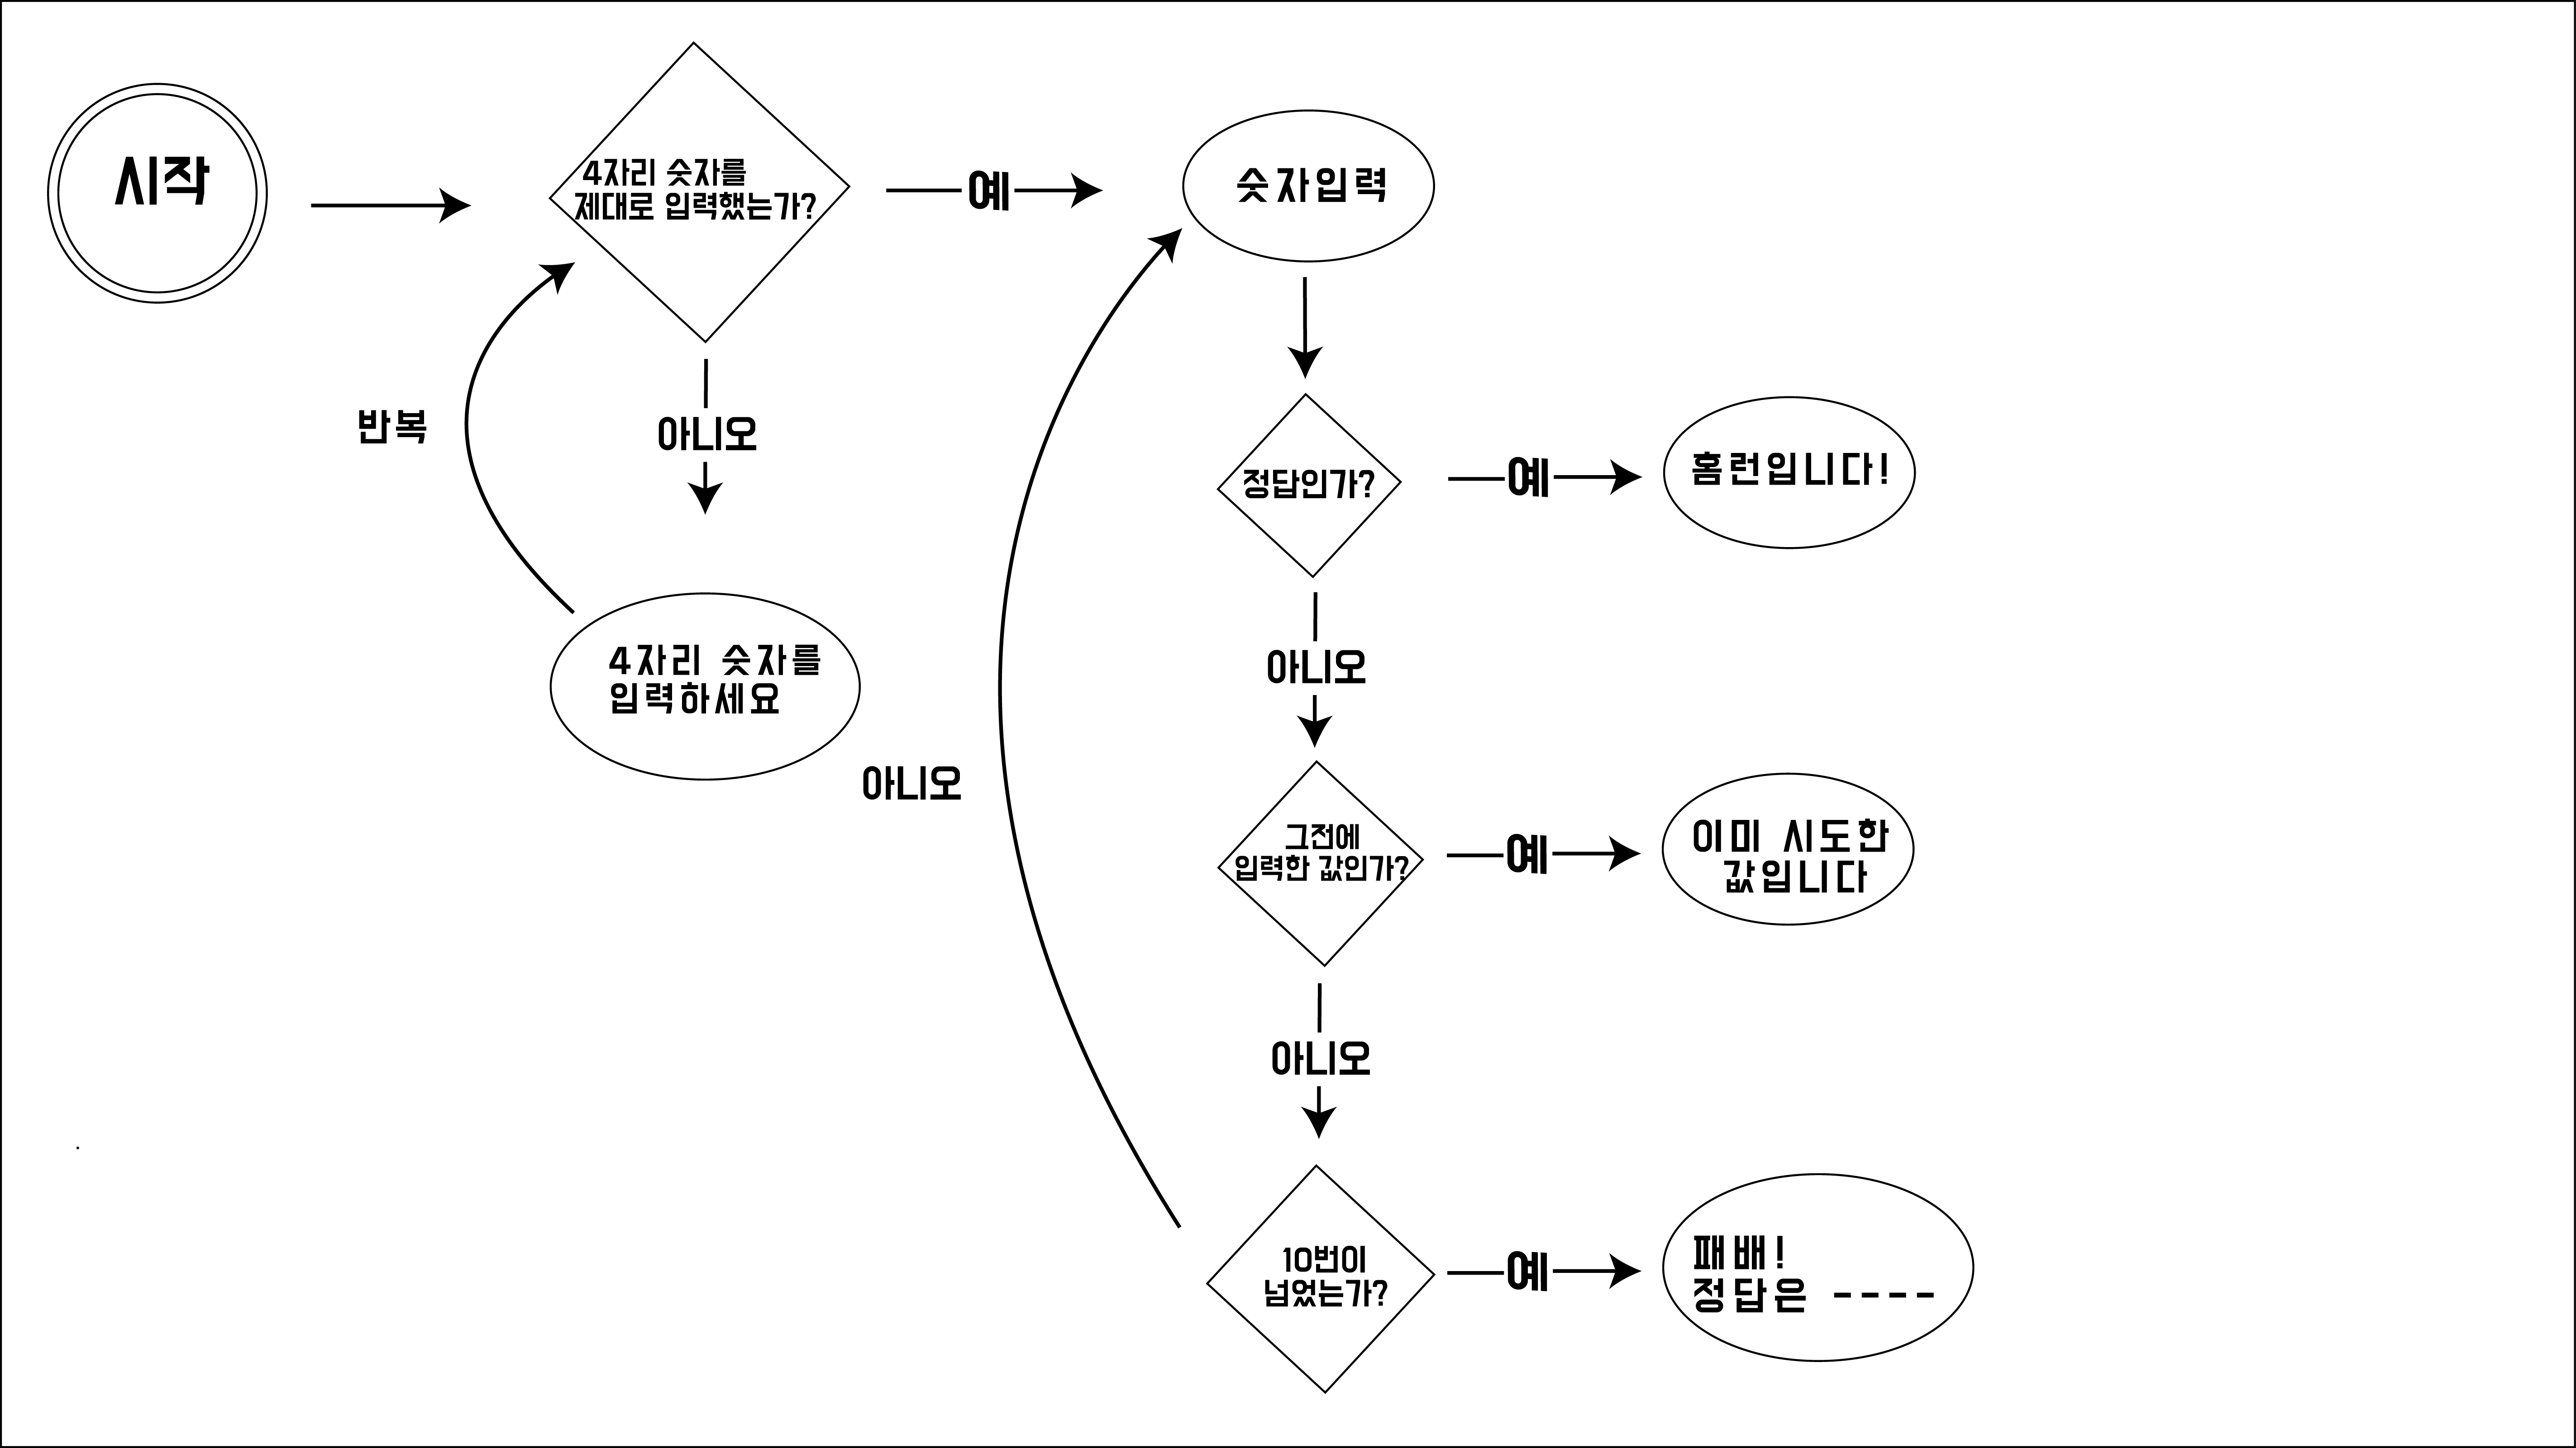 시작
4자리 숫자를
제대로 입력했는가?
예
숫자입력
반복
아니오
4자리 숫자를
입력하세요
아니오
정답인가?
예
홈런입니다!
아니오
그전에
입력한 값인가?
예
이미 시도한
값입니다
아니오
10번이
넘었는가?
예
패배!
정답은 ----